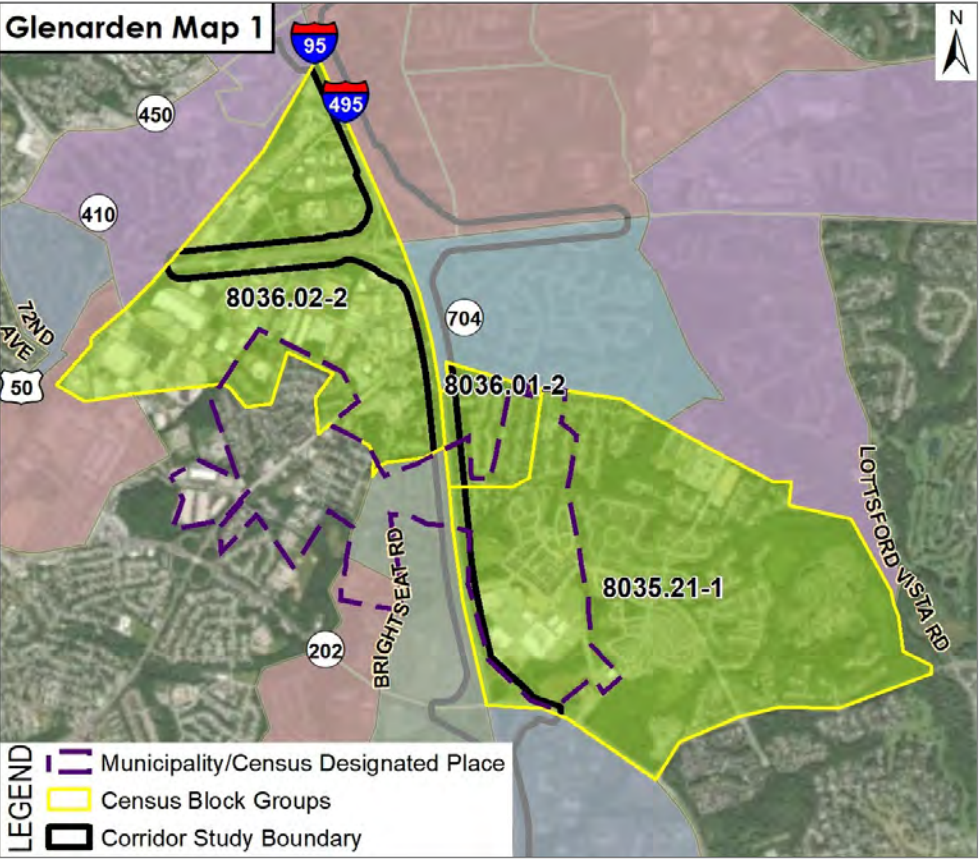 Glenarden Map 1
N
95
495
450
410
8036.02-2
72ND
AVE
704
50
8036.01-2
LOTTSFORD VISTA RD
BRIGHTSEAT RD
8035.21-1
202
LEGEND
Municipality/Census Designated Place
Census Block Groups
Corridor Study Boundary